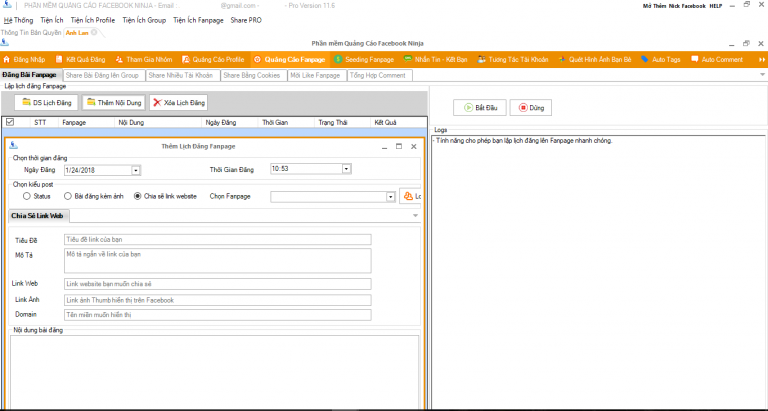 PHẦN MỀM QUẢNG CÁO FACEBOOK NINJA - Email : @gmail.com - - Pro Version 11.6
Mở Thêm Nick Facebook HELP
Hệ Thống Tiện Ích Tiện Ích Profile Tiện Ích Group Tiện Ích Fanpage Share PRO
Thông Tin Bản Quyền Anh Lan
Phần mềm Quảng Cáo Facebook Ninja
Đăng Nhập Kết Quả Đăng Tham Gia Nhóm Quảng Cáo Profile Quảng Cáo Fanpage Seeding Fanpage Nhắn Tin - Kết Bạn Tương Tác Tài Khoản Quét Hình Ảnh Bạn Bè Auto Tags Auto Comment
Đăng Bài Fanpage Share Bài Đăng lên Group Share Nhiều Tài Khoản Share Bằng Cookies Mời Like Fanpage Tổng Hợp Comment
Lập lịch đăng Fanpage
DS Lịch Đăng Thêm Nội Dung Xóa Lịch Đăng
Bắt Đầu Dừng
STT Fanpage Nội Dung Ngày Đăng Thời Gian Trạng Thái Kết Quả
Logs
- Tính năng cho phép bạn lập lịch đăng lên Fanpage nhanh chóng.
Thêm Lịch Đăng Fanpage
Chọn thời gian đăng
Ngày Đăng 1/24/2018 Thời Gian Đăng 10:53
Chọn kiểu post
Status Bài đăng kèm ảnh Chia sẽ link website Chọn Fanpage Lo
Chia Sẽ Link Web
Tiêu Đề Tiêu đề link của bạn
Mô Tả Mô tả ngắn về link của bạn
Link Web Link website bạn muốn chia sẽ
Link Ảnh Link ảnh Thumb hiển thị trên Facebook
Domain Tên miền muốn hiển thị
Nội dung bài đăng